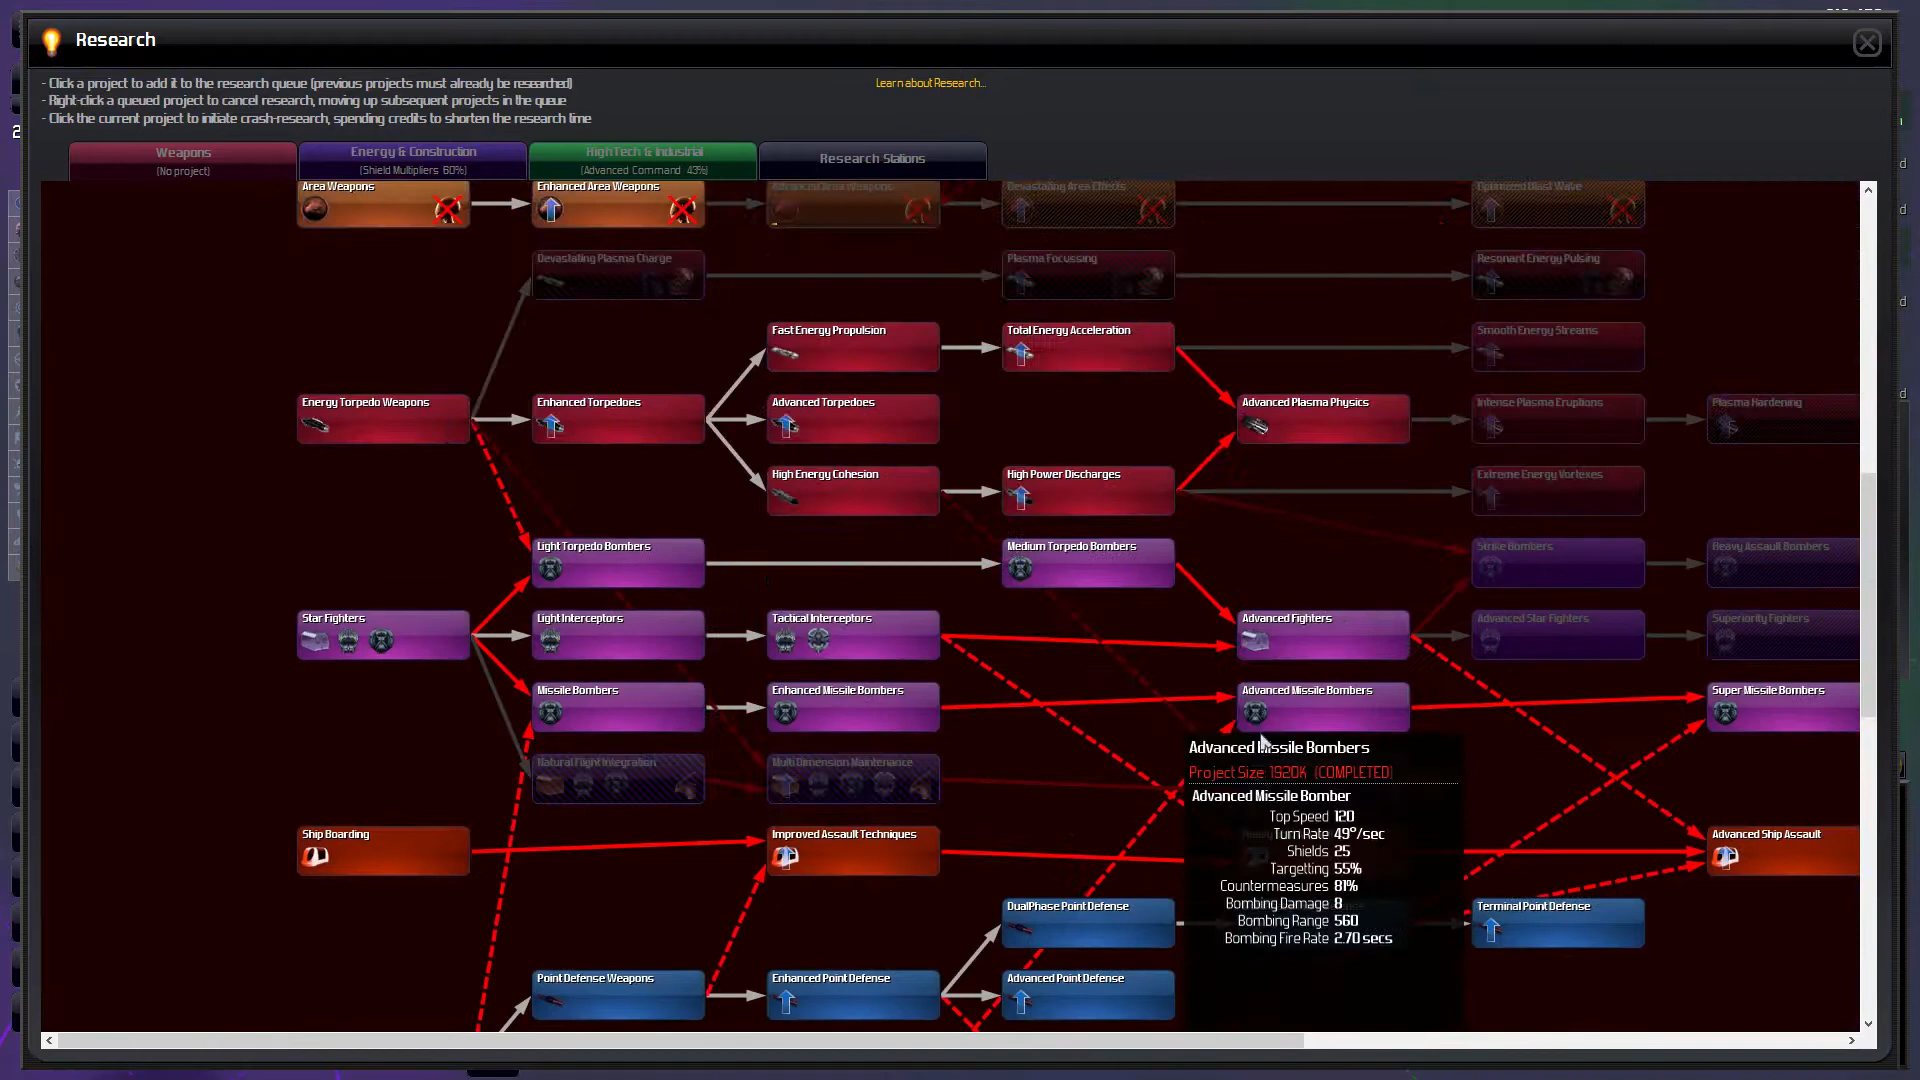 Research
- Click a project to add it to the research queue (previous projects must already be researched)
- Right-click a queued project to cancel research, moving up subsequent projects in the queue
- Click the current project to initiate crash-research, spending credits to shorten the research time
Learn about Research...
Weapons
(No project)
Energy & Construction
(Shield Multipliers 60%)
HighTech & Industrial
(Advanced Command 43%)
Research Stations
Area Weapons
Enhanced Area Weapons
Advanced Area Weapons
Devastating Area Effects
Optimized Blast Wave
Devastating Plasma Charge
Plasma Focussing
Resonant Energy Pulsing
Fast Energy Propulsion
Total Energy Acceleration
Smooth Energy Streams
Energy Torpedo Weapons
Enhanced Torpedoes
Advanced Torpedoes
Advanced Plasma Physics
Intense Plasma Eruptions
Plasma Hardening
High Energy Cohesion
High Power Discharges
Extreme Energy Vortexes
Light Torpedo Bombers
Medium Torpedo Bombers
Strike Bombers
Heavy Assault Bombers
Star Fighters
Light Interceptors
Tactical Interceptors
Advanced Fighters
Advanced Star Fighters
Superiority Fighters
Missile Bombers
Enhanced Missile Bombers
Advanced Missile Bombers
Super Missile Bombers
Natural Flight Integration
Multi Dimension Maintenance
Advanced Missile Bombers
Project Size 1920K (COMPLETED)
Advanced Missile Bomber
Top Speed 120
Turn Rate 49°/sec
Shields 25
Targetting 55%
Countermeasures 81%
Bombing Damage 8
Bombing Range 560
Bombing Fire Rate 2.70 secs
Ship Boarding
Improved Assault Techniques
Advanced Ship Assault
DualPhase Point Defense
Terminal Point Defense
Point Defense Weapons
Enhanced Point Defense
Advanced Point Defense